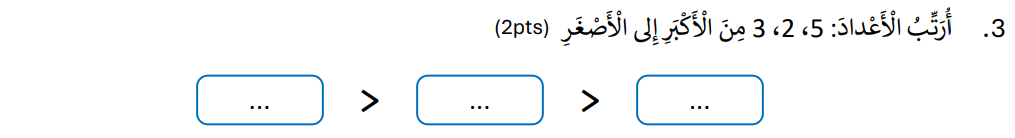 3. أُرَتِّبُ الْأَعْدادَ: 5، 2، 3 مِنَ الْأَكْبَرِ إِلى الْأَصْغَرِ (2pts)
... > ... > ...